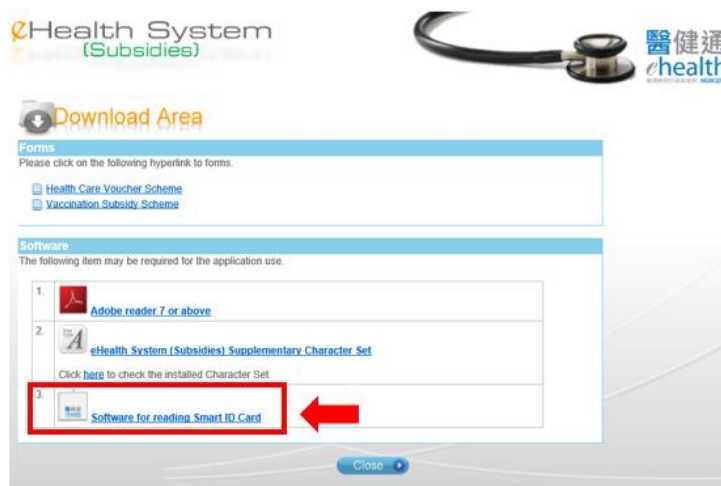 eHealth System
(Subsidies)
醫健通
ehealth
Download Area
Forms
Please click on the following hyperlink to forms.
Health Care Voucher Scheme
Vaccination Subsidy Scheme
Software
The following item may be required for the application use.
1.
Adobe reader 7 or above
2.
A
eHealth System (Subsidies) Supplementary Character Set
Click here to check the installed Character Set.
3.
Software for reading Smart ID Card
Close